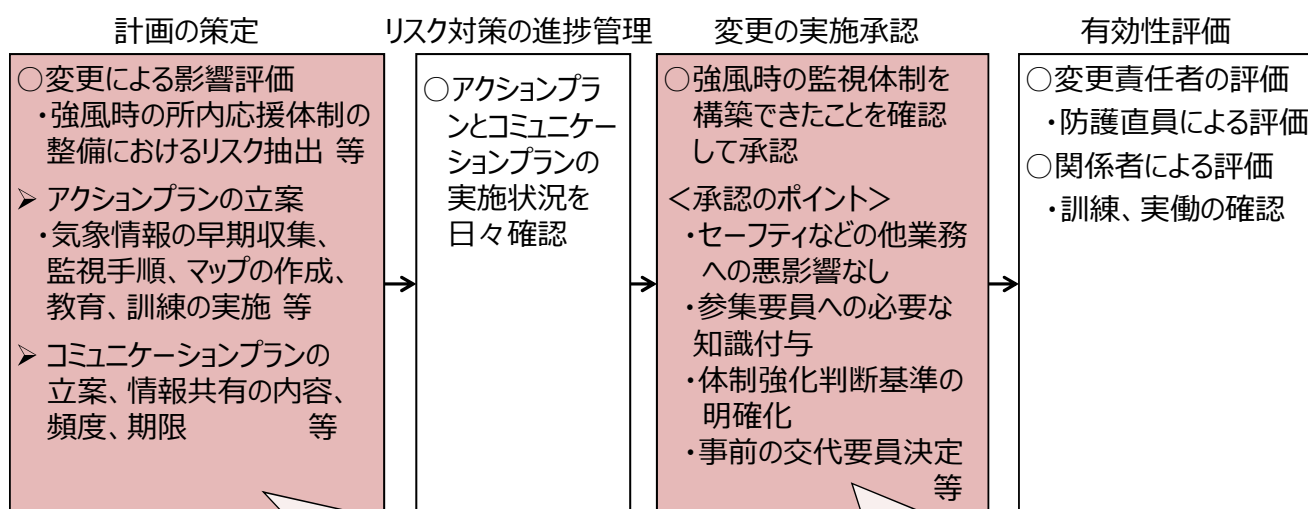 計画の策定
○変更による影響評価
・強風時の所内応援体制の
整備におけるリスク抽出 等
➢ アクションプランの立案
・気象情報の早期収集、
監視手順、マップの作成、
教育、訓練の実施 等
➢ コミュニケーションプランの
立案、情報共有の内容、
頻度、期限 等
リスク対策の進捗管理
○アクションプラ
ンとコミュニケー
ションプランの
実施状況を
日々確認
変更の実施承認
○強風時の監視体制を
構築できたことを確認
して承認
＜承認のポイント＞
・セーフティなどの他業務
への悪影響なし
・参集要員への必要な
知識付与
・体制強化判断基準の
明確化
・事前の交代要員決定
等
有効性評価
○変更責任者の評価
・防護直員による評価
○関係者による評価
・訓練、実働の確認